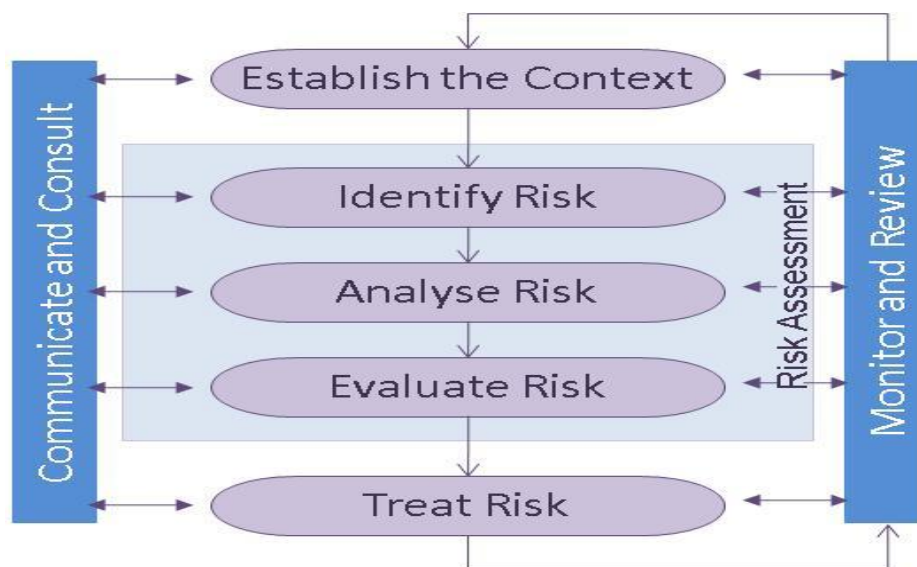 Establish the Context
Communicate and Consult
Identify Risk
Analyse Risk
Evaluate Risk
Risk Assessment
Monitor and Review
Treat Risk